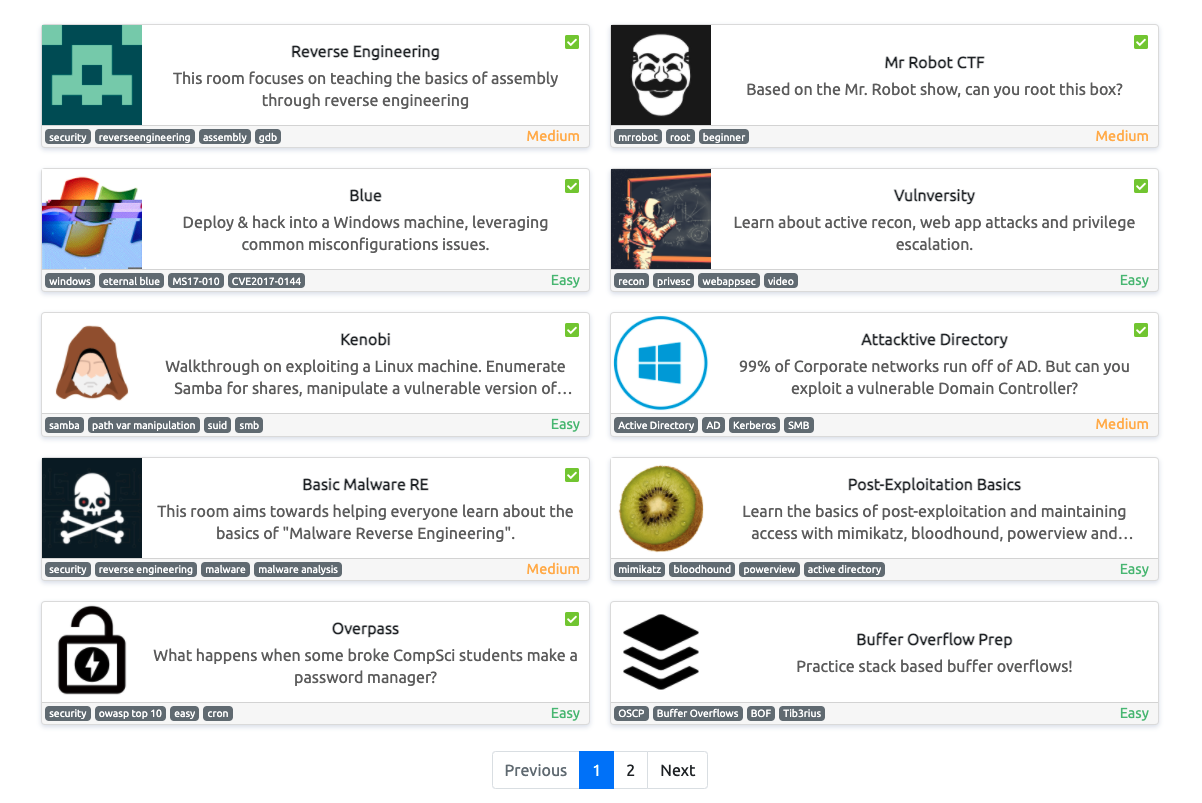 Reverse Engineering
This room focuses on teaching the basics of assembly
through reverse engineering
security reverseengineering assembly gdb Medium
Mr Robot CTF
Based on the Mr. Robot show, can you root this box?
mrrobot root beginner Medium
Blue
Deploy & hack into a Windows machine, leveraging
common misconfigurations issues.
windows eternal blue MS17-010 CVE2017-0144 Easy
Vulnversity
Learn about active recon, web app attacks and privilege
escalation.
recon privesc webappsec video Easy
Kenobi
Walkthrough on exploiting a Linux machine. Enumerate
Samba for shares, manipulate a vulnerable version of…
samba path var manipulation suid smb Easy
Attacktive Directory
99% of Corporate networks run off of AD. But can you
exploit a vulnerable Domain Controller?
Active Directory AD Kerberos SMB Medium
Basic Malware RE
This room aims towards helping everyone learn about the
basics of "Malware Reverse Engineering".
security reverse engineering malware malware analysis Medium
Post-Exploitation Basics
Learn the basics of post-exploitation and maintaining
access with mimikatz, bloodhound, powerview and…
mimikatz bloodhound powerview active directory Easy
Overpass
What happens when some broke CompSci students make a
password manager?
security owasp top 10 easy cron Easy
Buffer Overflow Prep
Practice stack based buffer overflows!
OSCP Buffer Overflows BOF Tib3rius Easy
Previous 1 2 Next